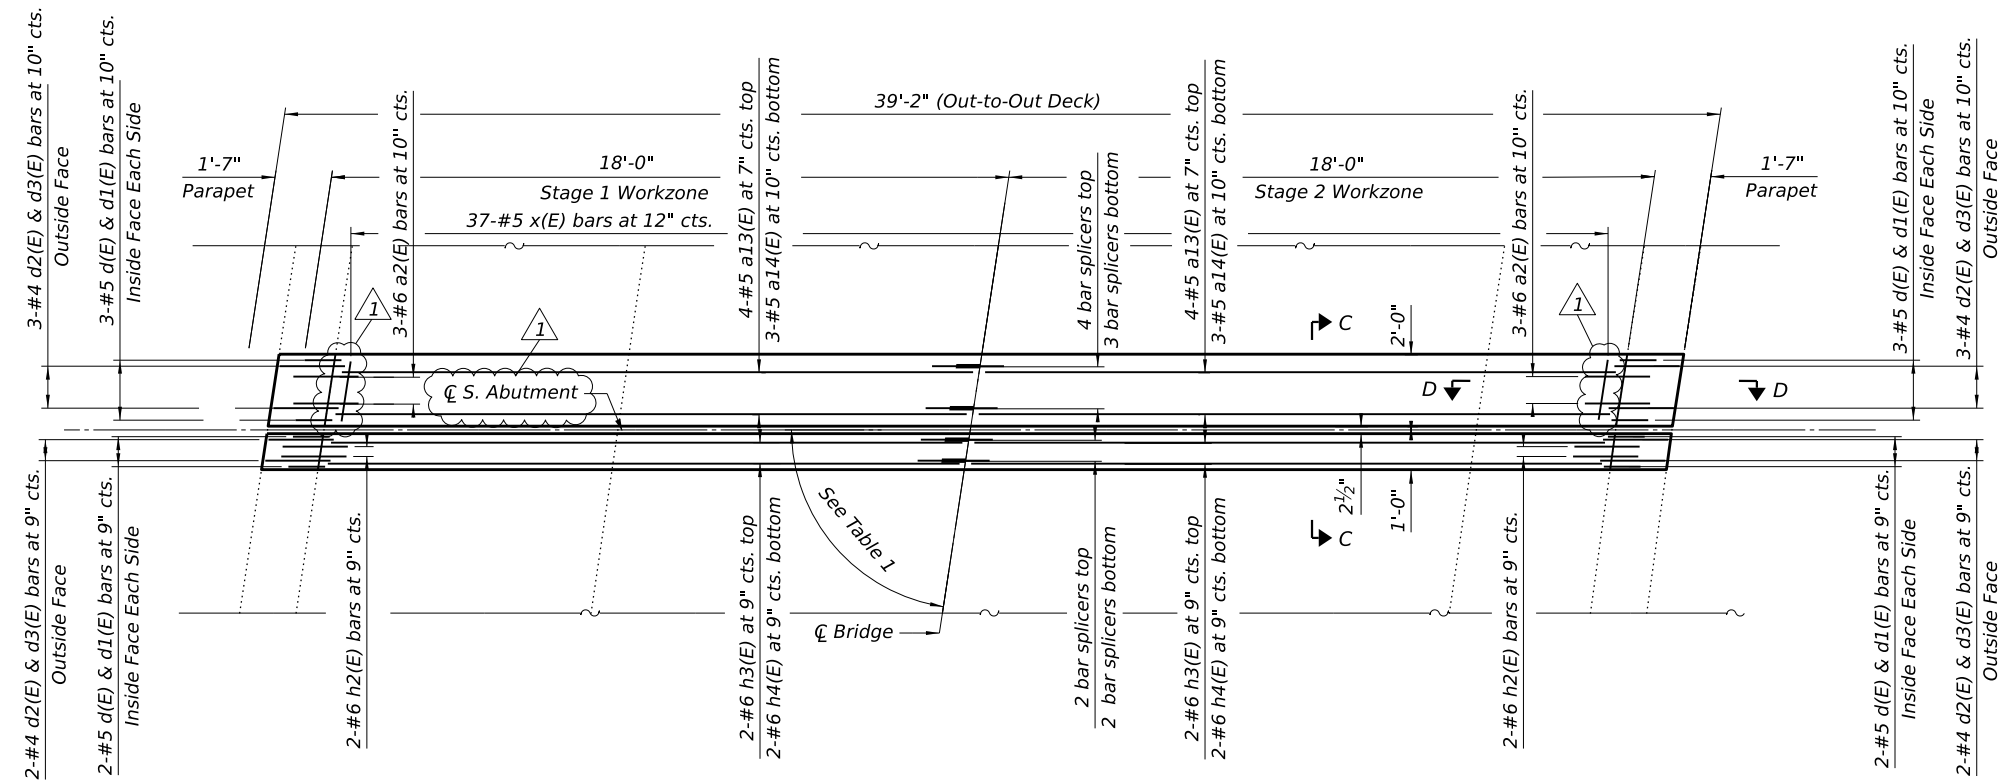 39'-2" (Out-to-Out Deck)
1'-7"
Parapet
18'-0"
Stage 1 Workzone
18'-0"
Stage 2 Workzone
1'-7"
Parapet
37-#5 x(E) bars at 12" cts.
3-#4 d2(E) & d3(E) bars at 10" cts.
Outside Face
3-#5 d(E) & d1(E) bars at 10" cts.
Inside Face Each Side
3-#6 a2(E) bars at 10" cts.
4-#5 a13(E) at 7" cts. top
3-#5 a14(E) at 10" cts. bottom
4 bar splicers top
3 bar splicers bottom
4-#5 a13(E) at 7" cts. top
3-#5 a14(E) at 10" cts. bottom
3-#6 a2(E) bars at 10" cts.
3-#5 d(E) & d1(E) bars at 10" cts.
Inside Face Each Side
3-#4 d2(E) & d3(E) bars at 10" cts.
Outside Face
1
1
1
C
2'-0"
℄ S. Abutment
D
D
2-#4 d2(E) & d3(E) bars at 9" cts.
Outside Face
2-#5 d(E) & d1(E) bars at 9" cts.
Inside Face Each Side
2-#6 h2(E) bars at 9" cts.
2-#6 h3(E) at 9" cts. top
2-#6 h4(E) at 9" cts. bottom
See Table 1
℄ Bridge
2 bar splicers top
2 bar splicers bottom
2-#6 h3(E) at 9" cts. top
2-#6 h4(E) at 9" cts. bottom
C
2½"
1'-0"
2-#6 h2(E) bars at 9" cts.
2-#5 d(E) & d1(E) bars at 9" cts.
Inside Face Each Side
2-#4 d2(E) & d3(E) bars at 9" cts.
Outside Face